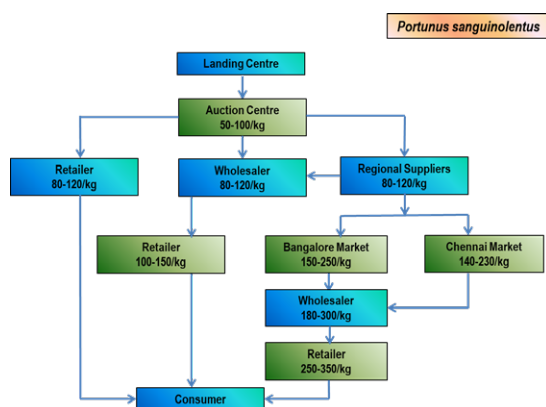 Portunus sanguinolentus
Landing Centre
Auction Centre
50-100/kg
Retailer
80-120/kg
Wholesaler
80-120/kg
Regional Suppliers
80-120/kg
Retailer
100-150/kg
Bangalore Market
150-250/kg
Chennai Market
140-230/kg
Wholesaler
180-300/kg
Retailer
250-350/kg
Consumer